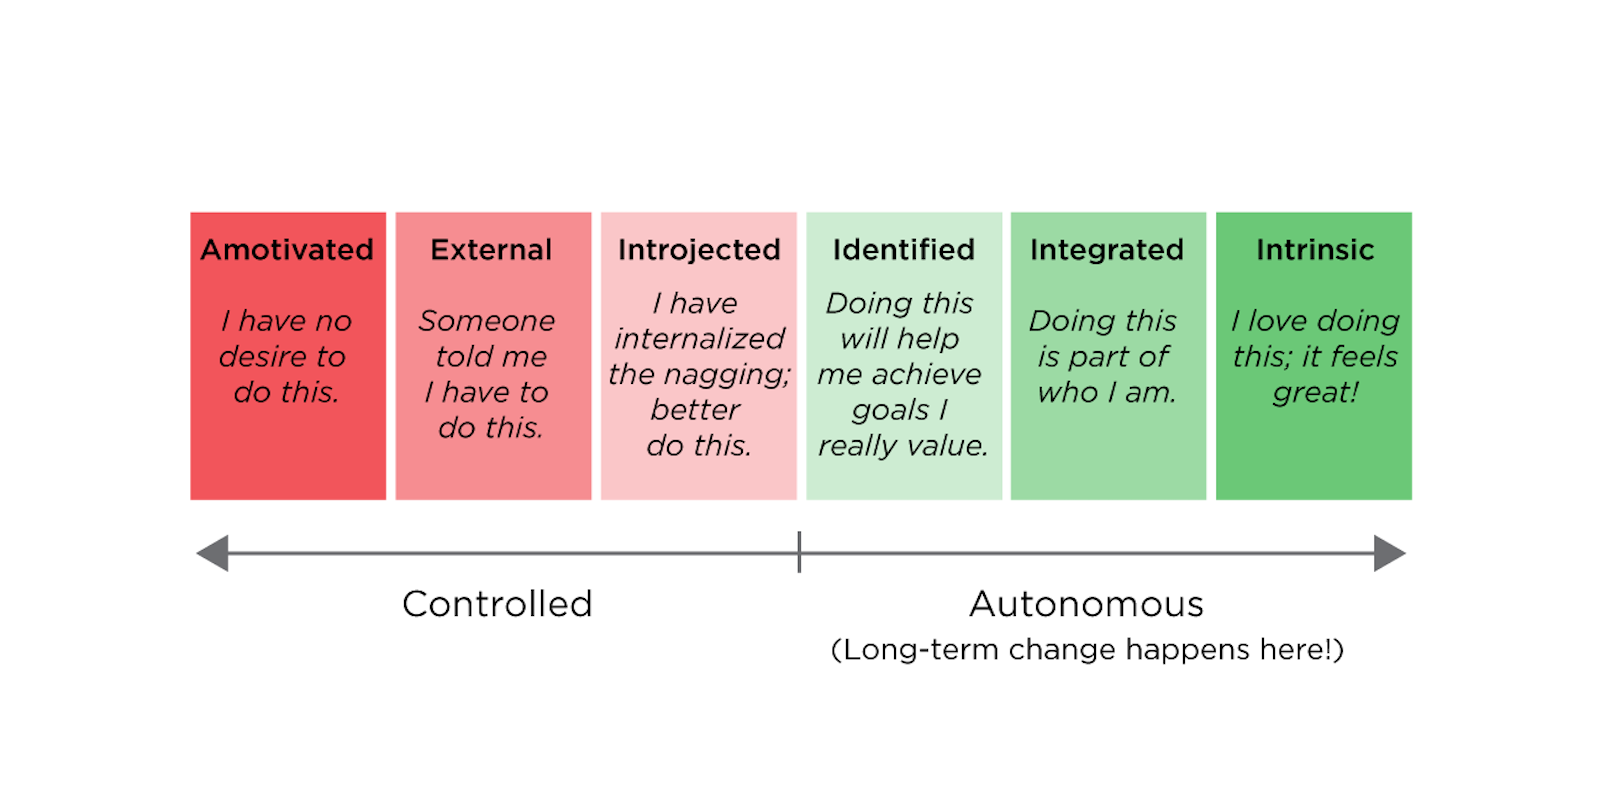 Amotivated
I have no
desire to
do this.
External
Someone
told me
I have to
do this.
Introjected
I have
internalized
the nagging;
better
do this.
Identified
Doing this
will help
me achieve
goals I
really value.
Integrated
Doing this
is part of
who I am.
Intrinsic
I love doing
this; it feels
great!
Controlled
Autonomous
(Long-term change happens here!)